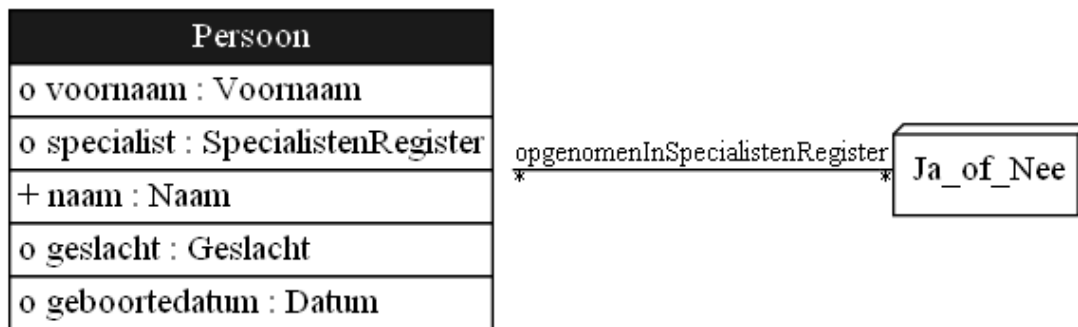 Persoon
o voornaam : Voornaam
o specialist : SpecialistenRegister
+ naam : Naam
o geslacht : Geslacht
o geboortedatum : Datum
opgenomenInSpecialistenRegister
* *
Ja_of_Nee